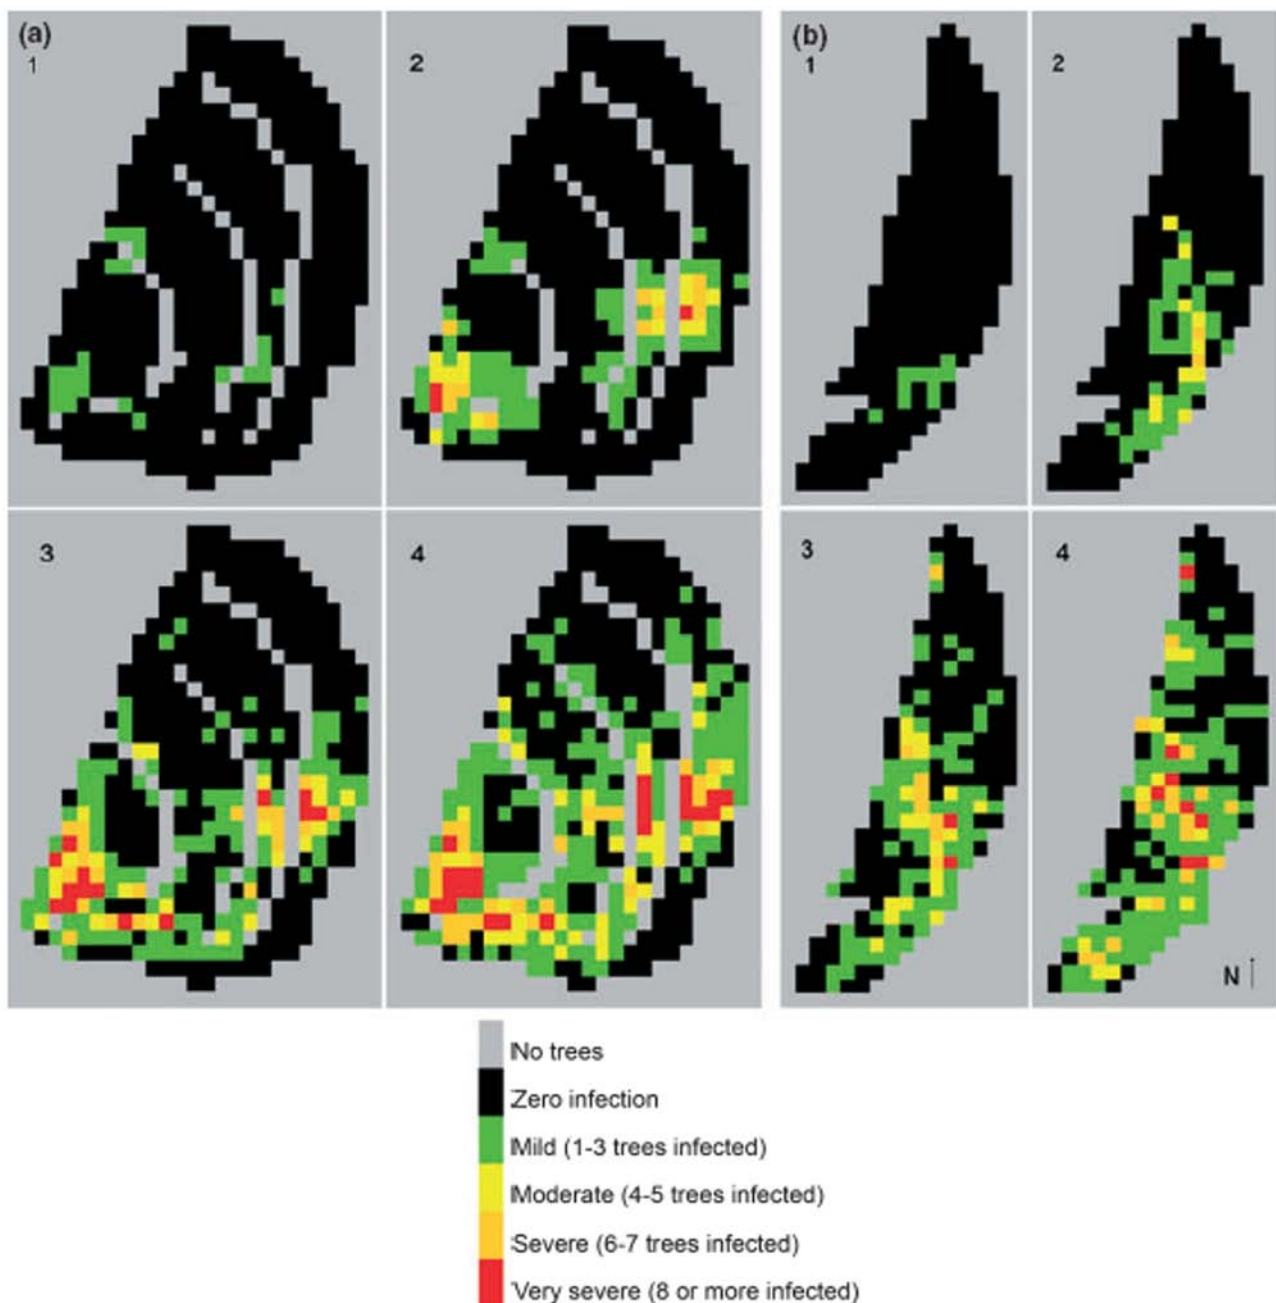 (a)
1
2
(b)
1
2
3
4
3
4
N
No trees
Zero infection
Mild (1-3 trees infected)
Moderate (4-5 trees infected)
Severe (6-7 trees infected)
Very severe (8 or more infected)